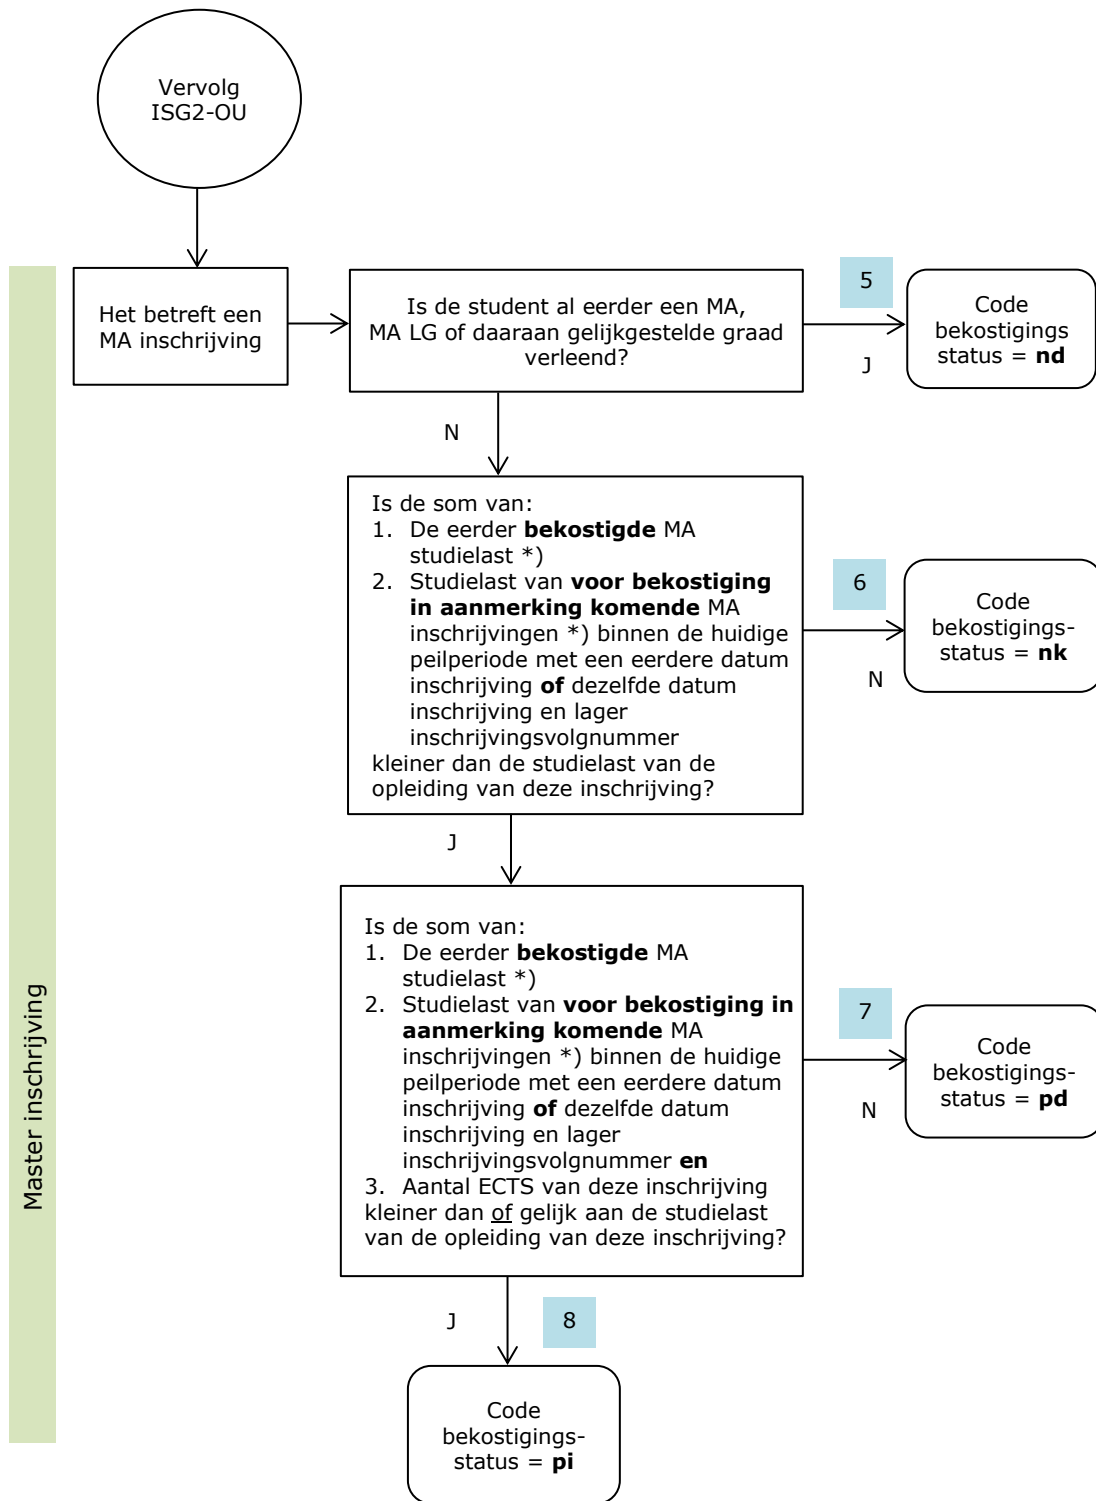 Vervolg
ISG2-OU
Het betreft een
MA inschrijving
Is de student al eerder een MA,
MA LG of daaraan gelijkgestelde graad
verleend?
5
J
Code
bekostigings
status = nd
N
Is de som van:
1. De eerder bekostigde MA
studielast *)
2. Studielast van voor bekostiging
in aanmerking komende MA
inschrijvingen *) binnen de huidige
peilperiode met een eerdere datum
inschrijving of dezelfde datum
inschrijving en lager
inschrijvingsvolgnummer
kleiner dan de studielast van de
opleiding van deze inschrijving?
6
N
Code
bekostigings-
status = nk
J
Is de som van:
1. De eerder bekostigde MA
studielast *)
2. Studielast van voor bekostiging in
aanmerking komende MA
inschrijvingen *) binnen de huidige
peilperiode met een eerdere datum
inschrijving of dezelfde datum
inschrijving en lager
inschrijvingsvolgnummer en
3. Aantal ECTS van deze inschrijving
kleiner dan of gelijk aan de studielast
van de opleiding van deze inschrijving?
7
N
Code
bekostigings-
status = pd
J
8
Code
bekostigings-
status = pi
Master inschrijving